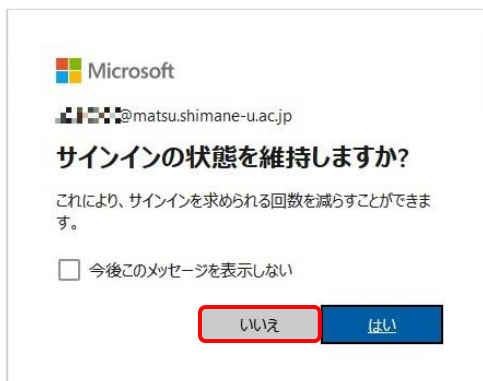 Microsoft
@matsu.shimane-u.ac.jp
サインインの状態を維持しますか?
これにより、サインインを求められる回数を減らすことができま
す。
今後このメッセージを表示しない
いいえ
はい